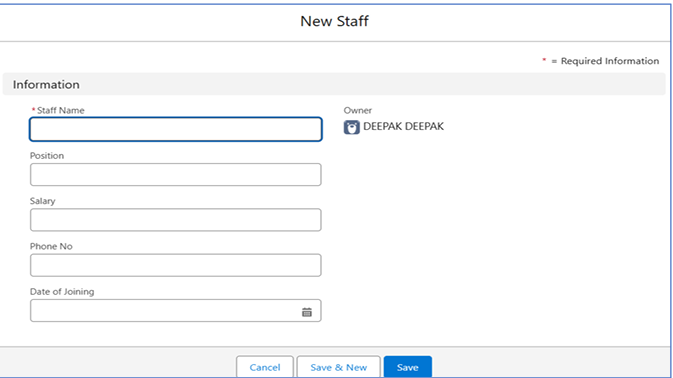 New Staff
* = Required Information
Information
*Staff Name
Owner
DEEPAK DEEPAK
Position
Salary
Phone No
Date of Joining
Cancel
Save & New
Save